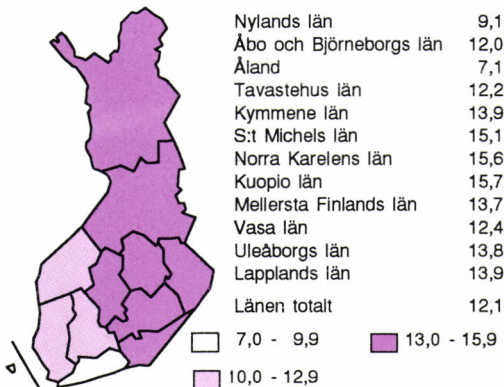 Nylands län 9,1
Åbo och Björneborgs län 12,0
Åland 7,1
Tavastehus län 12,2
Kymmene län 13,9
S:t Michels län 15,1
Norra Karelens län 15,6
Kuopio län 15,7
Mellersta Finlands län 13,7
Vasa län 12,4
Uleåborgs län 13,8
Lapplands län 13,9
Länen totalt 12,1
7,0 - 9,9 13,0 - 15,9
10,0 - 12,9